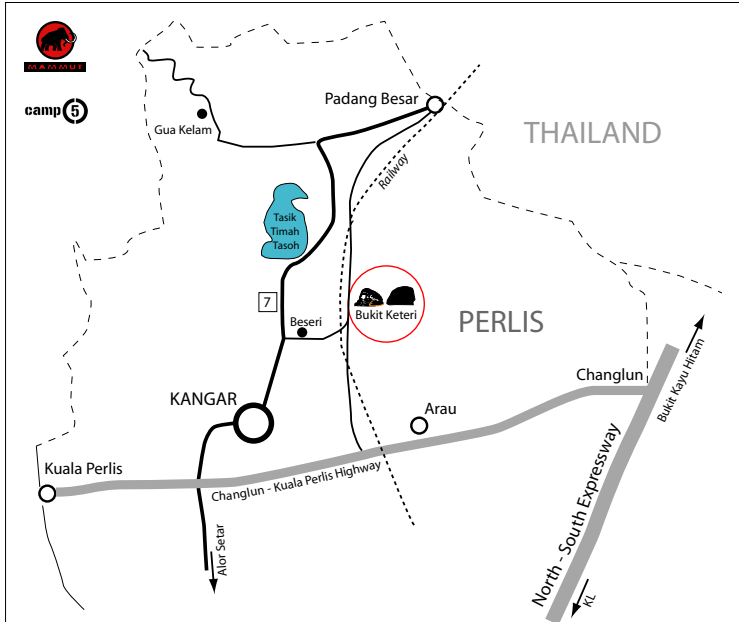 MAMMUT
camp 5
Padang Besar
Gua Kelam
THAILAND
Railway
Tasik
Timah
Tasoh
7
Beseri
Bukit Keteri
PERLIS
Changlun
Bukit Kayu Hitam
KANGAR
Arau
Kuala Perlis
Changlun - Kuala Perlis Highway
North - South Expressway
Alor Setar
KL